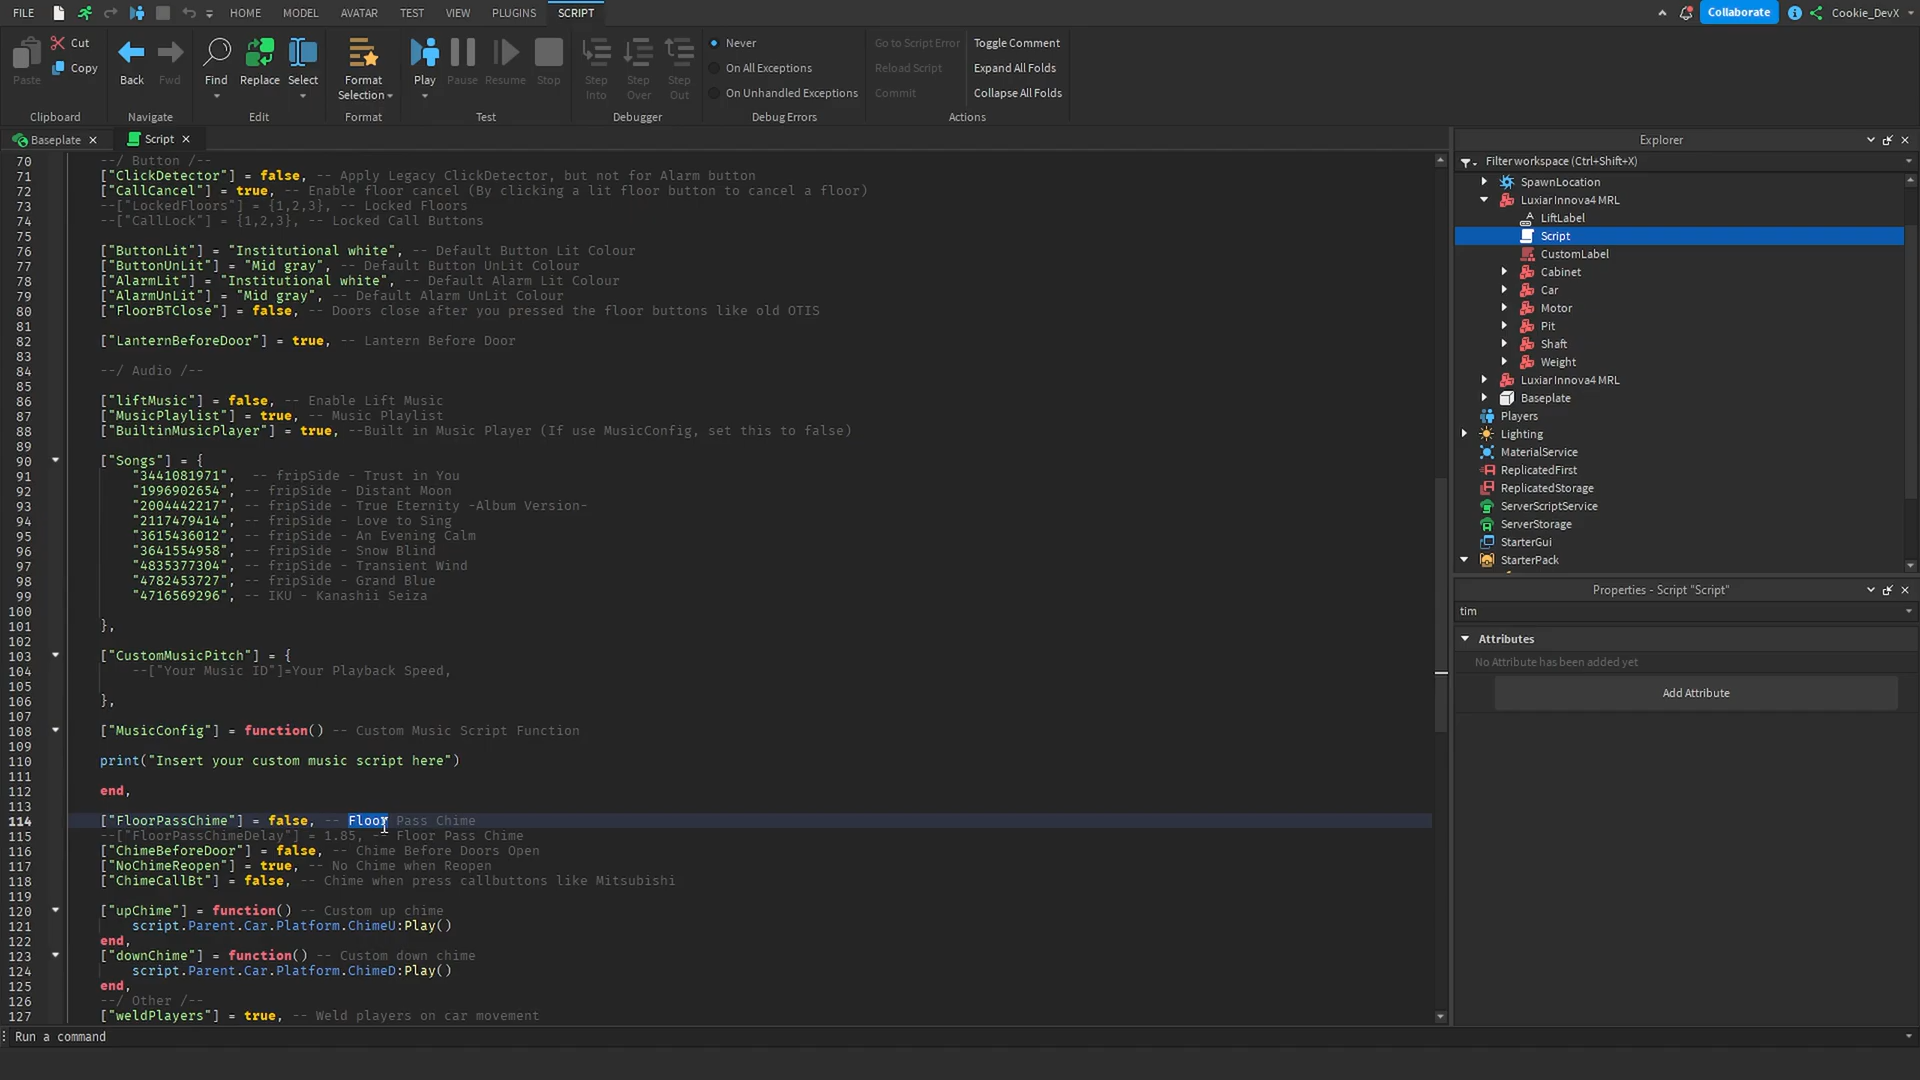 FILE HOME MODEL AVATAR TEST VIEW PLUGINS SCRIPT Collaborate Cookie_DevX
Paste
Cut
Copy
Clipboard
Back
Fwd
Navigate
Find
Replace
Select
Edit
Format
Selection
Format
Play
Pause
Resume
Stop
Test
Step
Into
Step
Over
Step
Out
Debugger
Never
On All Exceptions
On Unhandled Exceptions
Debug Errors
Go to Script Error
Reload Script
Commit
Toggle Comment
Expand All Folds
Collapse All Folds
Actions
Baseplate
Script
70 --/ Button /--
71 ["ClickDetector"] = false, -- Apply Legacy ClickDetector, but not for Alarm button
72 ["CallCancel"] = true, -- Enable floor cancel (By clicking a lit floor button to cancel a floor)
73 --["LockedFloors"] = {1,2,3}, -- Locked Floors
74 --["CallLock"] = {1,2,3}, -- Locked Call Buttons
75
76 ["ButtonLit"] = "Institutional white", -- Default Button Lit Colour
77 ["ButtonUnLit"] = "Mid gray", -- Default Button UnLit Colour
78 ["AlarmLit"] = "Institutional white", -- Default Alarm Lit Colour
79 ["AlarmUnLit"] = "Mid gray", -- Default Alarm UnLit Colour
80 ["FloorBTClose"] = false, -- Doors close after you pressed the floor buttons like old OTIS
81
82 ["LanternBeforeDoor"] = true, -- Lantern Before Door
83
84 --/ Audio /--
85
86 ["liftMusic"] = false, -- Enable Lift Music
87 ["MusicPlaylist"] = true, -- Music Playlist
88 ["BuiltinMusicPlayer"] = true, --Built in Music Player (If use MusicConfig, set this to false)
89
90 ["Songs"] = {
91 "3441081971", -- fripSide - Trust in You
92 "1996902654", -- fripSide - Distant Moon
93 "2004442217", -- fripSide - True Eternity -Album Version-
94 "2117479414", -- fripSide - Love to Sing
95 "3615436012", -- fripSide - An Evening Calm
96 "3641554958", -- fripSide - Snow Blind
97 "4835377304", -- fripSide - Transient Wind
98 "4782453727", -- fripSide - Grand Blue
99 "4716569296", -- IKU - Kanashii Seiza
100
101 },
102
103 ["CustomMusicPitch"] = {
104 --["Your Music ID"]=Your Playback Speed,
105
106 },
107
108 ["MusicConfig"] = function() -- Custom Music Script Function
109
110 print("Insert your custom music script here")
111
112 end,
113
114 ["FloorPassChime"] = false, -- Floor Pass Chime
115 --["FloorPassChimeDelay"] = 1.85, -- Floor Pass Chime
116 ["ChimeBeforeDoor"] = false, -- Chime Before Doors Open
117 ["NoChimeReopen"] = true, -- No Chime when Reopen
118 ["ChimeCallBt"] = false, -- Chime when press callbuttons like Mitsubishi
119
120 ["upChime"] = function() -- Custom up chime
121 script.Parent.Car.Platform.ChimeU:Play()
122 end,
123 ["downChime"] = function() -- Custom down chime
124 script.Parent.Car.Platform.ChimeD:Play()
125 end,
126 --/ Other /--
127 ["weldPlayers"] = true, -- Weld players on car movement
Run a command
Explorer
Filter workspace (Ctrl+Shift+X)
SpawnLocation
Luxiar Innova4 MRL
LiftLabel
Script
CustomLabel
Cabinet
Car
Motor
Pit
Shaft
Weight
Luxiar Innova4 MRL
Baseplate
Players
Lighting
MaterialService
ReplicatedFirst
ReplicatedStorage
ServerScriptService
ServerStorage
StarterGui
StarterPack
Properties - Script "Script"
tim
Attributes
No Attribute has been added yet
Add Attribute